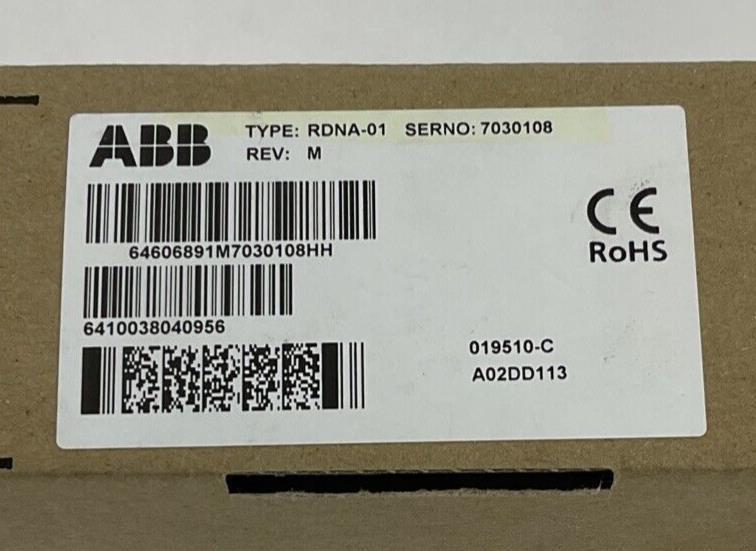 ABB
TYPE: RDNA-01 SERNO: 7030108
REV: M
64606891M7030108HH
6410038040956
CE
RoHS
019510-C
A02DD113